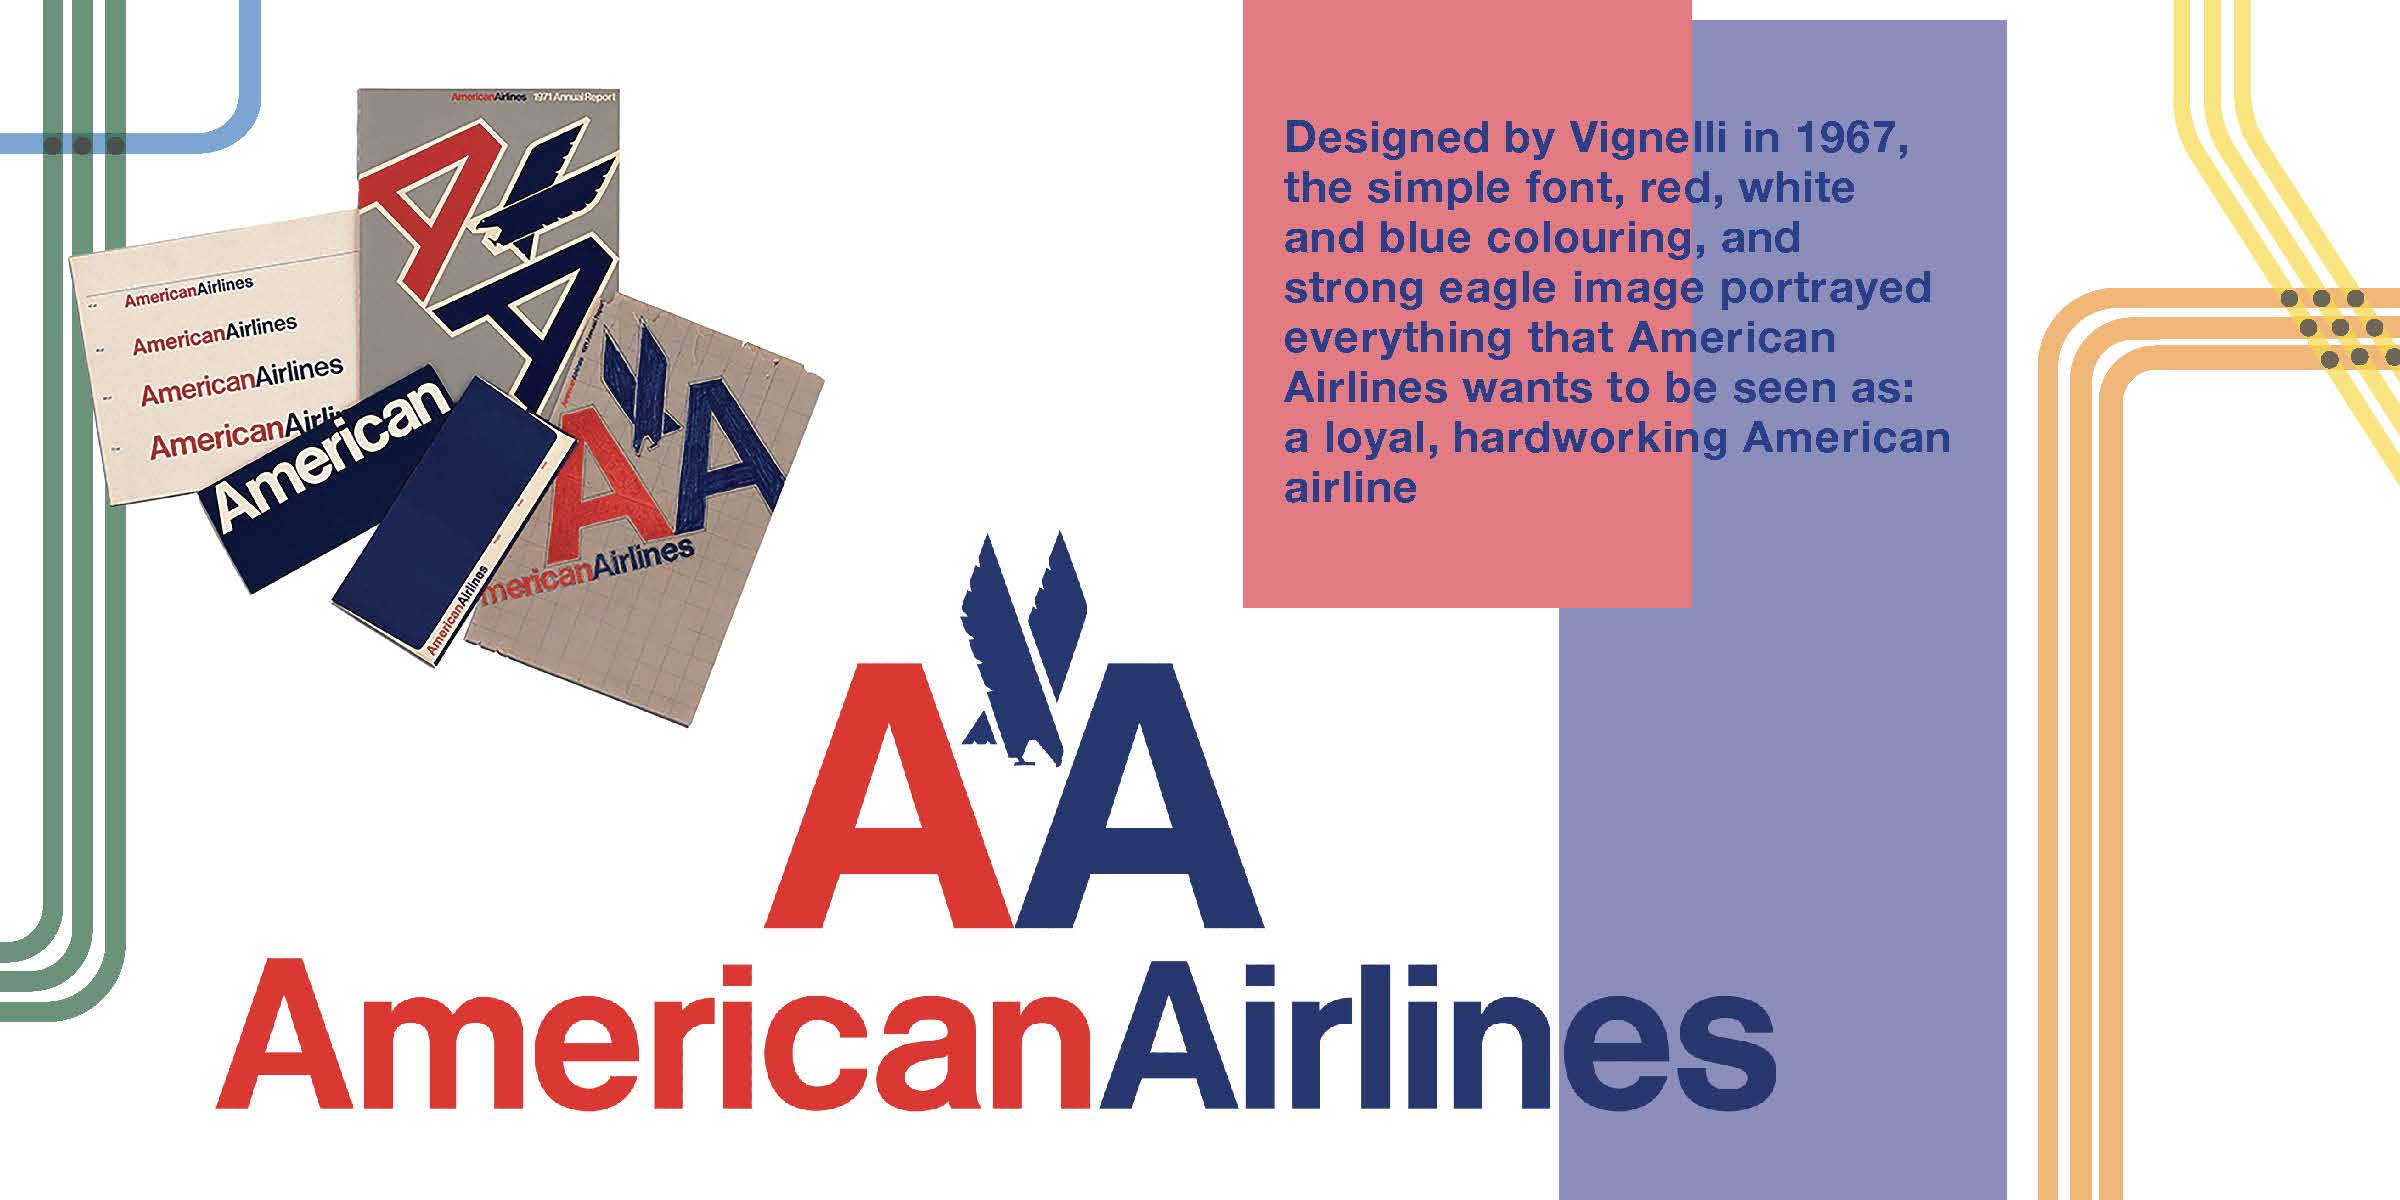 AmericanAirlines 1971 Annual Report
AmericanAirlines
AmericanAirlines
AmericanAirlines
AmericanAirli
American
AmericanAirlines
AA
mericanAirlines
Designed by Vignelli in 1967,
the simple font, red, white
and blue colouring, and
strong eagle image portrayed
everything that American
Airlines wants to be seen as:
a loyal, hardworking American
airline
AA
AmericanAirlines